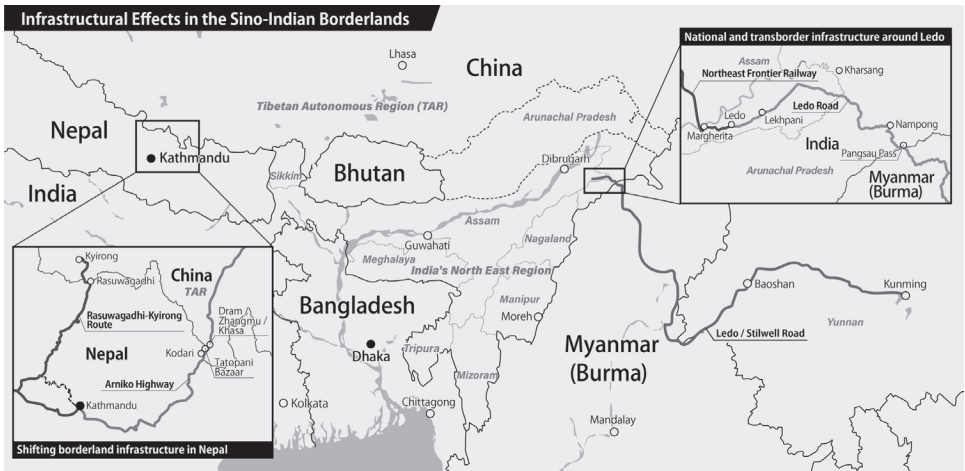 Infrastructural Effects in the Sino-Indian Borderlands
National and transborder infrastructure around Ledo
Assam
Northeast Frontier Railway
Kharsang
Ledo Road
Ledo
Lekhpani
Margherita
Nampong
India
Pangsau Pass
Arunachal Pradesh
Myanmar
(Burma)
Lhasa
China
Tibetan Autonomous Region (TAR)
Arunachal Pradesh
Nepal
Kathmandu
Dibrugarh
Bhutan
Sikkim
India
Assam
Guwahati
Nagaland
Meghalaya
India's North East Region
Bangladesh
Manipur
Moreh
Baoshan
Kunming
Yunnan
Ledo / Stilwell Road
Myanmar
(Burma)
Dhaka
Tripura
Mizoram
Kolkata
Chittagong
Mandalay
Kyirong
China
TAR
Rasuwagadhi
Rasuwagadhi-Kyirong
Route
Dram /
Zhangmu /
Khasa
Nepal
Kodari
Tatopani
Bazaar
Arniko Highway
Kathmandu
Shifting borderland infrastructure in Nepal